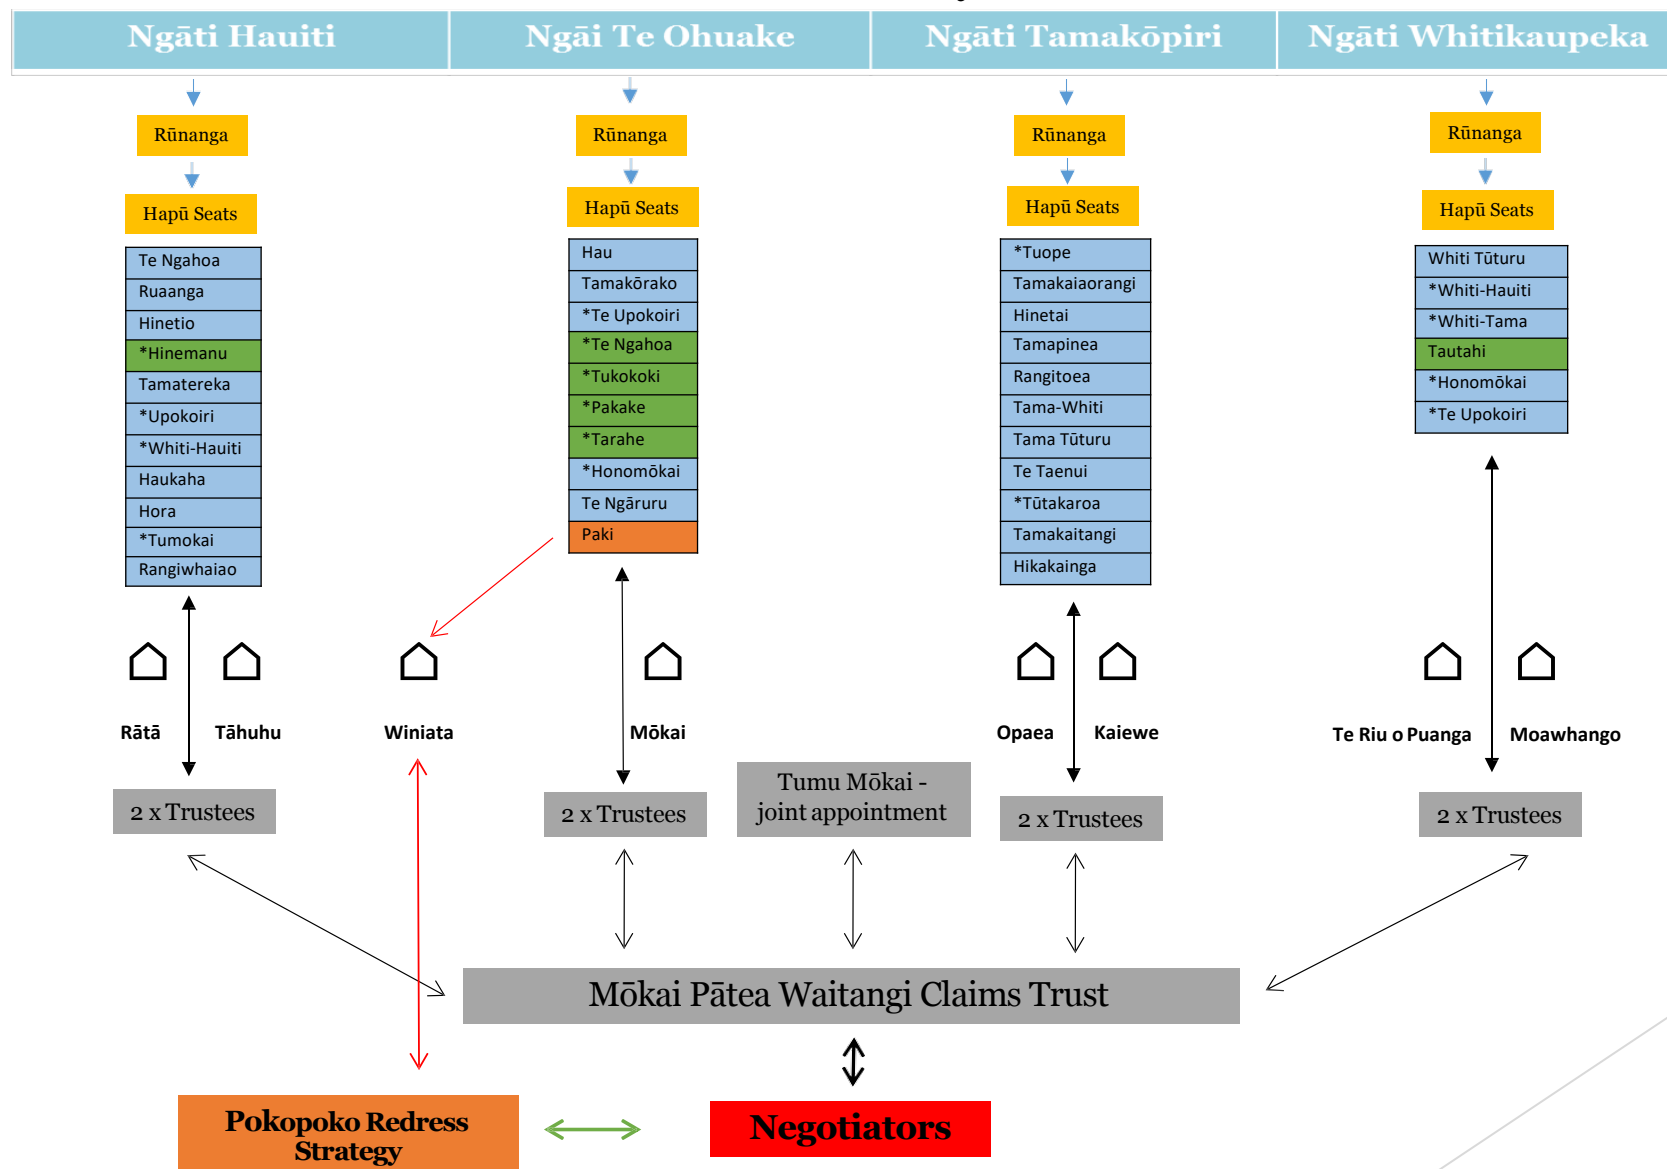 Ngāti Hauiti
Ngāi Te Ohuake
Ngāti Tamakōpiri
Ngāti Whitikaupeka
Rūnanga
Rūnanga
Rūnanga
Rūnanga
Hapū Seats
Hapū Seats
Hapū Seats
Hapū Seats
Te Ngahoa
Ruaanga
Hinetio
*Hinemanu
Tamatereka
*Upokoiri
*Whiti-Hauiti
Haukaha
Hora
*Tumokai
Rangiwhaiao
Hau
Tamakōrako
*Te Upokoiri
*Te Ngahoa
*Tukokoki
*Pakake
*Tarahe
*Honomōkai
Te Ngāruru
Paki
*Tuope
Tamakaiaorangi
Hinetai
Tamapinea
Rangitoea
Tama-Whiti
Tama Tūturu
Te Taenui
*Tūtakaroa
Tamakaitangi
Hikakainga
Whiti Tūturu
*Whiti-Hauiti
*Whiti-Tama
Tautahi
*Honomōkai
*Te Upokoiri
Rātā
Tāhuhu
Winiata
Mōkai
Opaea
Kaiewe
Te Riu o Puanga
Moawhango
2 x Trustees
2 x Trustees
Tumu Mōkai -
joint appointment
2 x Trustees
2 x Trustees
Mōkai Pātea Waitangi Claims Trust
Pokopoko Redress
Strategy
Negotiators